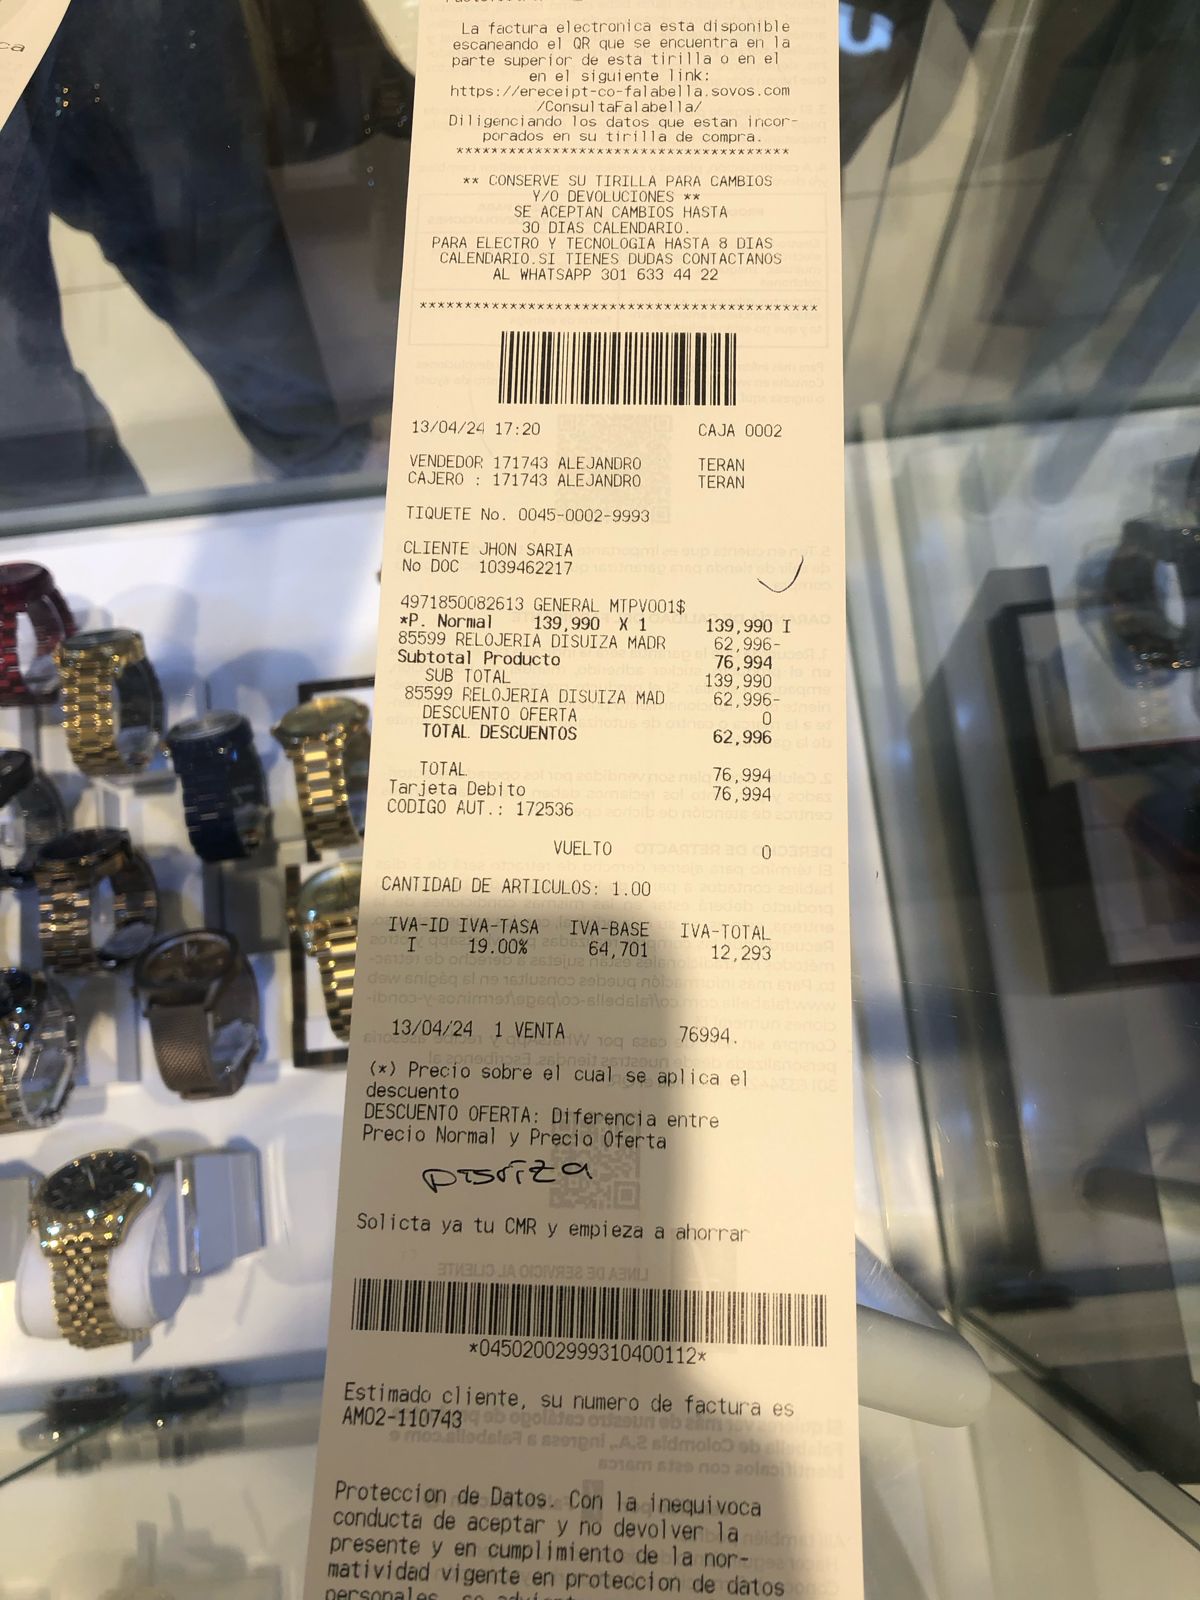 La factura electronica esta disponible
escaneando el QR que se encuentra en la
parte superior de esta tirilla o en el
en el siguiente link:
https://ereceipt-co-falabella.sovos.com
/ConsultaFalabella/
Diligenciando los datos que estan incor-
porados en su tirilla de compra.
** CONSERVE SU TIRILLA PARA CAMBIOS
Y/O DEVOLUCIONES **
SE ACEPTAN CAMBIOS HASTA
30 DIAS CALENDARIO.
PARA ELECTRO Y TECNOLOGIA HASTA 8 DIAS
CALENDARIO.SI TIENES DUDAS CONTACTANOS
AL WHATSAPP 301 633 44 22
13/04/24 17:20 CAJA 0002
VENDEDOR 171743 ALEJANDRO TERAN
CAJERO : 171743 ALEJANDRO TERAN
TIQUETE No. 0045-0002-9993
CLIENTE JHON SARIA
No DOC 1039462217
4971850082613 GENERAL MTPV001$
*P. Normal 139,990 X 1 139,990 I
85599 RELOJERIA DISUIZA MADR 62,996-
Subtotal Producto 76,994
SUB TOTAL 139,990
85599 RELOJERIA DISUIZA MAD 62,996-
DESCUENTO OFERTA 0
TOTAL DESCUENTOS 62,996
TOTAL 76,994
Tarjeta Debito 76,994
CODIGO AUT.: 172536
VUELTO 0
CANTIDAD DE ARTICULOS: 1.00
IVA-ID IVA-TASA IVA-BASE IVA-TOTAL
I 19.00% 64,701 12,293
13/04/24 1 VENTA 76994.
(*) Precio sobre el cual se aplica el
descuento
DESCUENTO OFERTA: Diferencia entre
Precio Normal y Precio Oferta
Solicta ya tu CMR y empieza a ahorrar
*04502002999310400112*
Estimado cliente, su numero de factura es
AM02-110743
Proteccion de Datos. Con la inequivoca
conducta de aceptar y no devolver la
presente y en cumplimiento de la nor-
matividad vigente en proteccion de datos
personales,